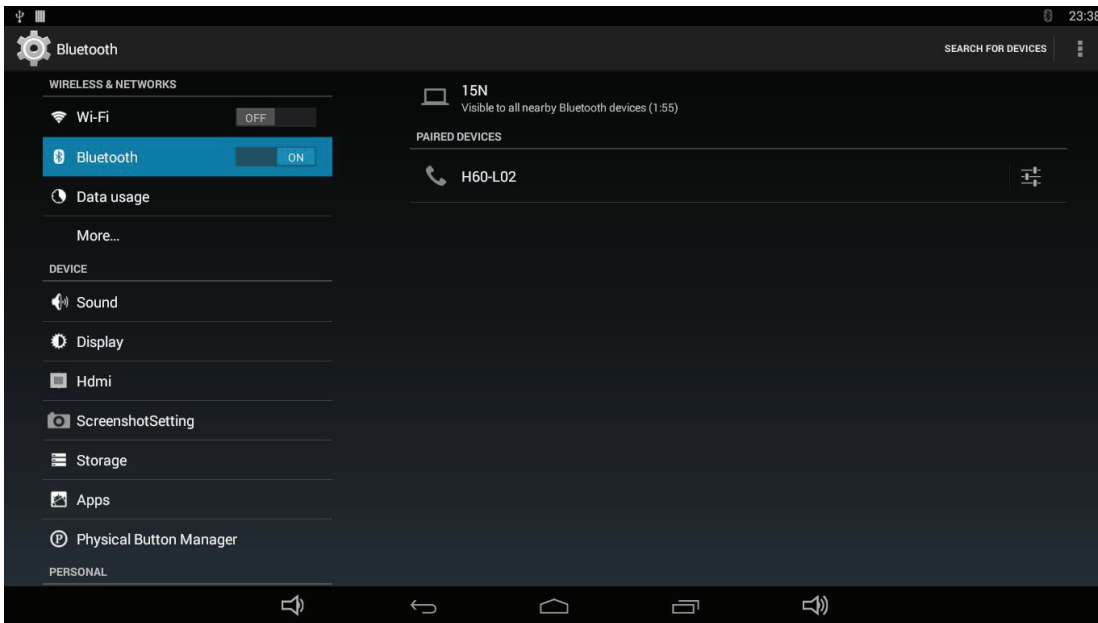 23:38
Bluetooth
SEARCH FOR DEVICES
WIRELESS & NETWORKS
Wi-Fi
OFF
Bluetooth
ON
Data usage
More...
DEVICE
Sound
Display
Hdmi
ScreenshotSetting
Storage
Apps
Physical Button Manager
PERSONAL
15N
Visible to all nearby Bluetooth devices (1:55)
PAIRED DEVICES
H60-L02